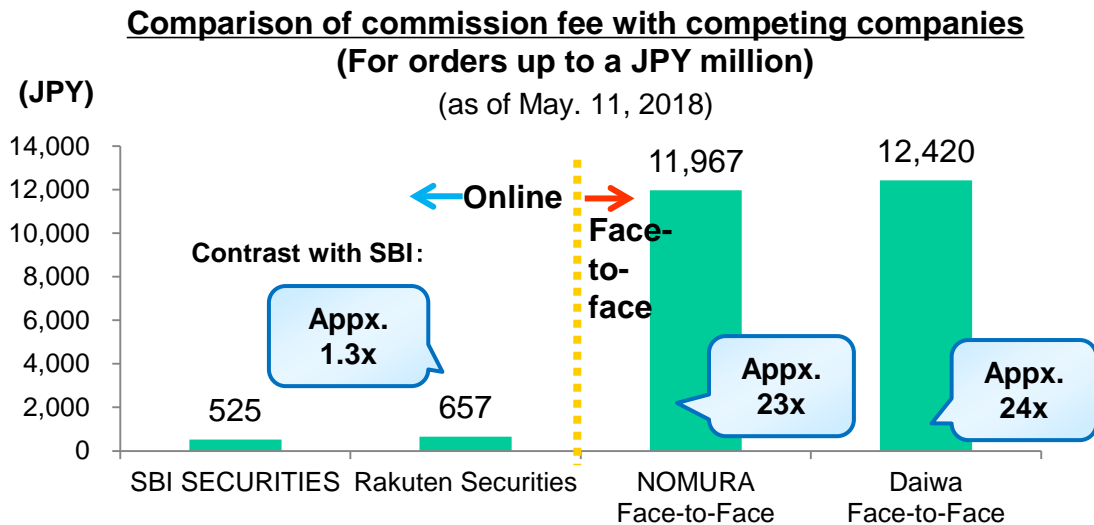 Comparison of commission fee with competing companies
(For orders up to a JPY million)
(JPY)
(as of May. 11, 2018)
14,000
12,000
10,000
8,000
6,000
4,000
2,000
0
11,967
12,420
Online
Face-
to-
face
Contrast with SBI:
Appx.
1.3x
Appx.
23x
Appx.
24x
525
657
SBI SECURITIES
Rakuten Securities
NOMURA
Face-to-Face
Daiwa
Face-to-Face